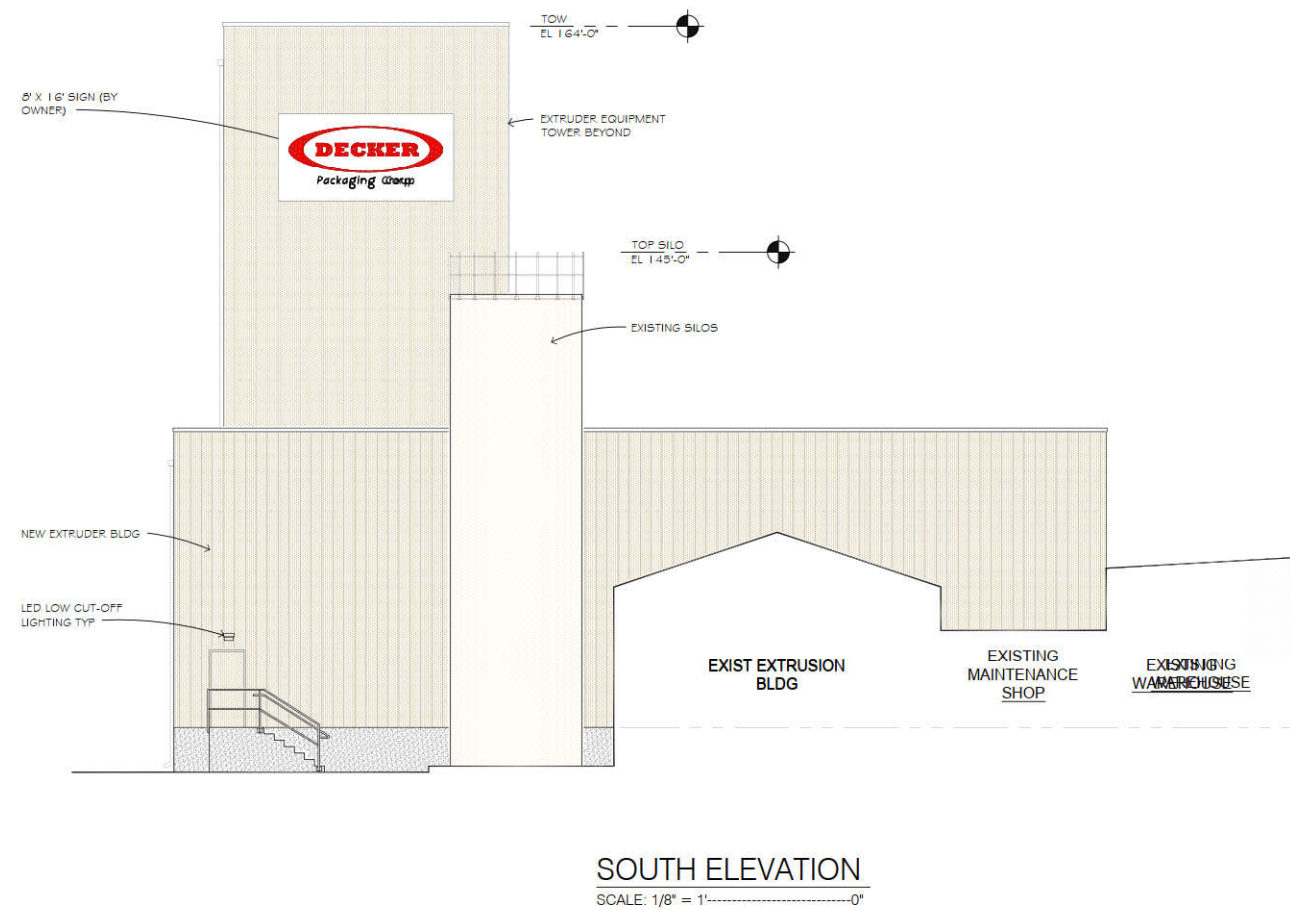 TOW
EL 164'-0"
8' X 16' SIGN (BY
OWNER)
EXTRUDER EQUIPMENT
TOWER BEYOND
DECKER
Packaging
TOP SILO
EL 145'-0"
EXISTING SILOS
NEW EXTRUDER BLDG
LED LOW CUT-OFF
LIGHTING TYP
EXIST EXTRUSION
BLDG
EXISTING
MAINTENANCE
SHOP
EXISTING
WAREHOUSE
SOUTH ELEVATION
SCALE: 1/8" = 1'----------------------------0"